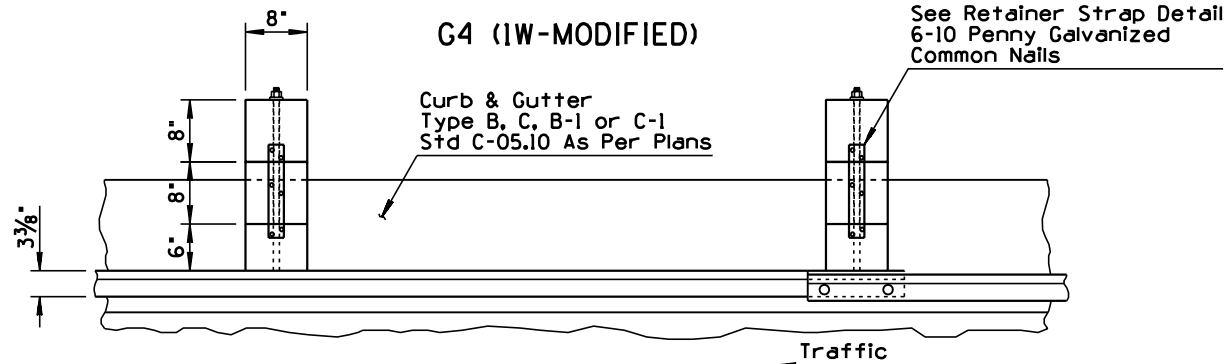 8"
G4 (1W-MODIFIED)
See Retainer Strap Detail
6-10 Penny Galvanized
Common Nails
Curb & Gutter
Type B, C, B-1 or C-1
Std C-05.10 As Per Plans
8"
8"
6"
3⅜"
Traffic